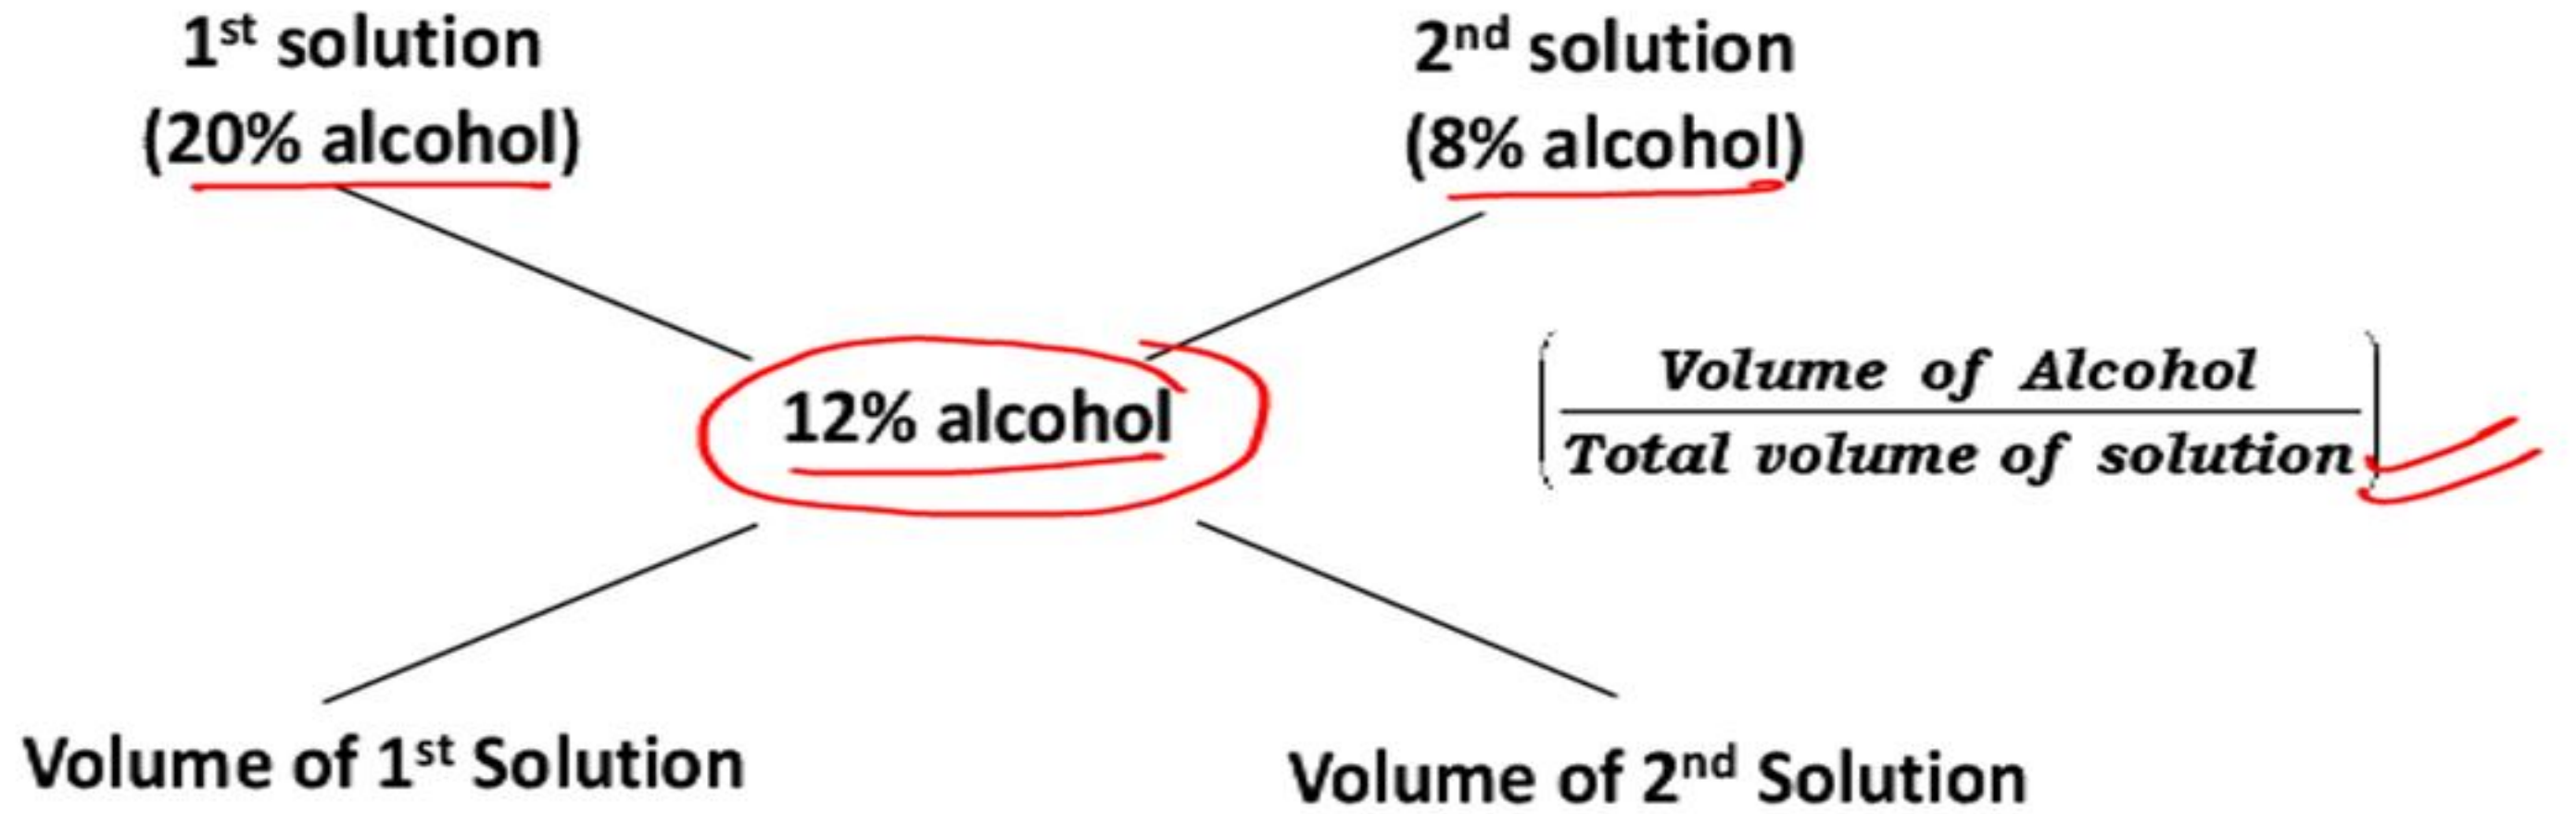 1st solution
(20% alcohol)
2nd solution
(8% alcohol)
12% alcohol
Volume of Alcohol
Total volume of solution
Volume of 1st Solution
Volume of 2nd Solution